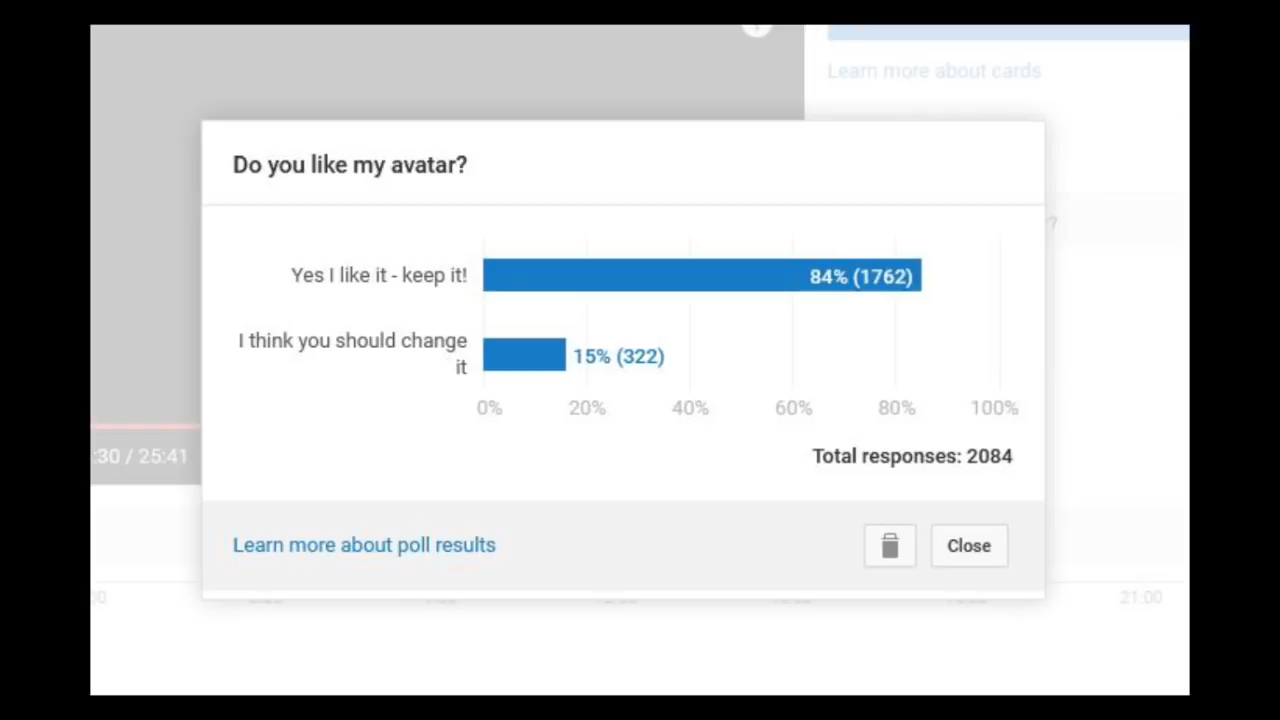 Learn more about cards
Do you like my avatar?
?
Yes I like it - keep it!
84% (1762)
I think you should change
it
15% (322)
0% 20% 40% 60% 80% 100%
:30 / 25:41
Total responses: 2084
Learn more about poll results
Close
21:00